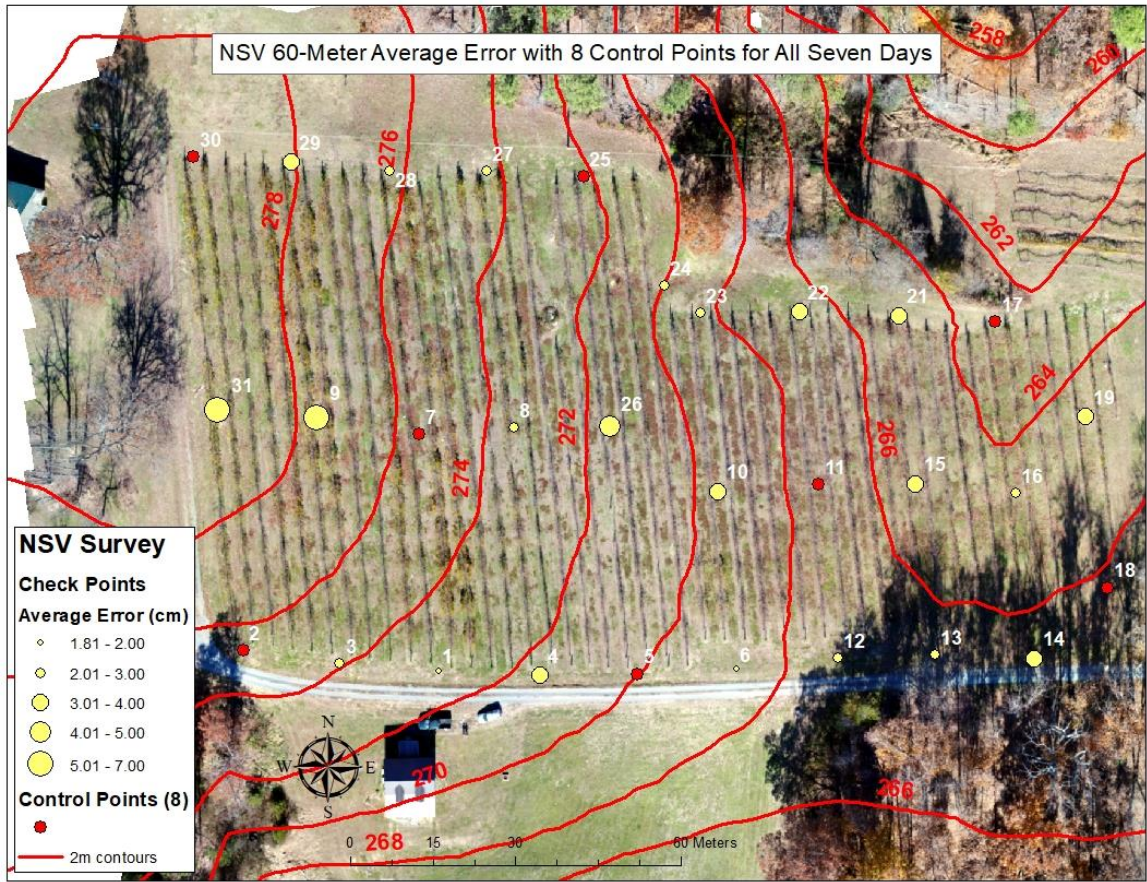 NSV 60-Meter Average Error with 8 Control Points for All Seven Days
258
260
30
29
276
28
27
25
278
262
24
23
22
21
17
264
31
9
7
8
26
272
274
266
19
10
11
15
16
18
2
3
1
4
5
6
12
13
14
NSV Survey
Check Points
Average Error (cm)
1.81 - 2.00
2.01 - 3.00
3.01 - 4.00
4.01 - 5.00
5.01 - 7.00
Control Points (8)
2m contours
N
W E
S
270
268
266
0 15 30 60 Meters